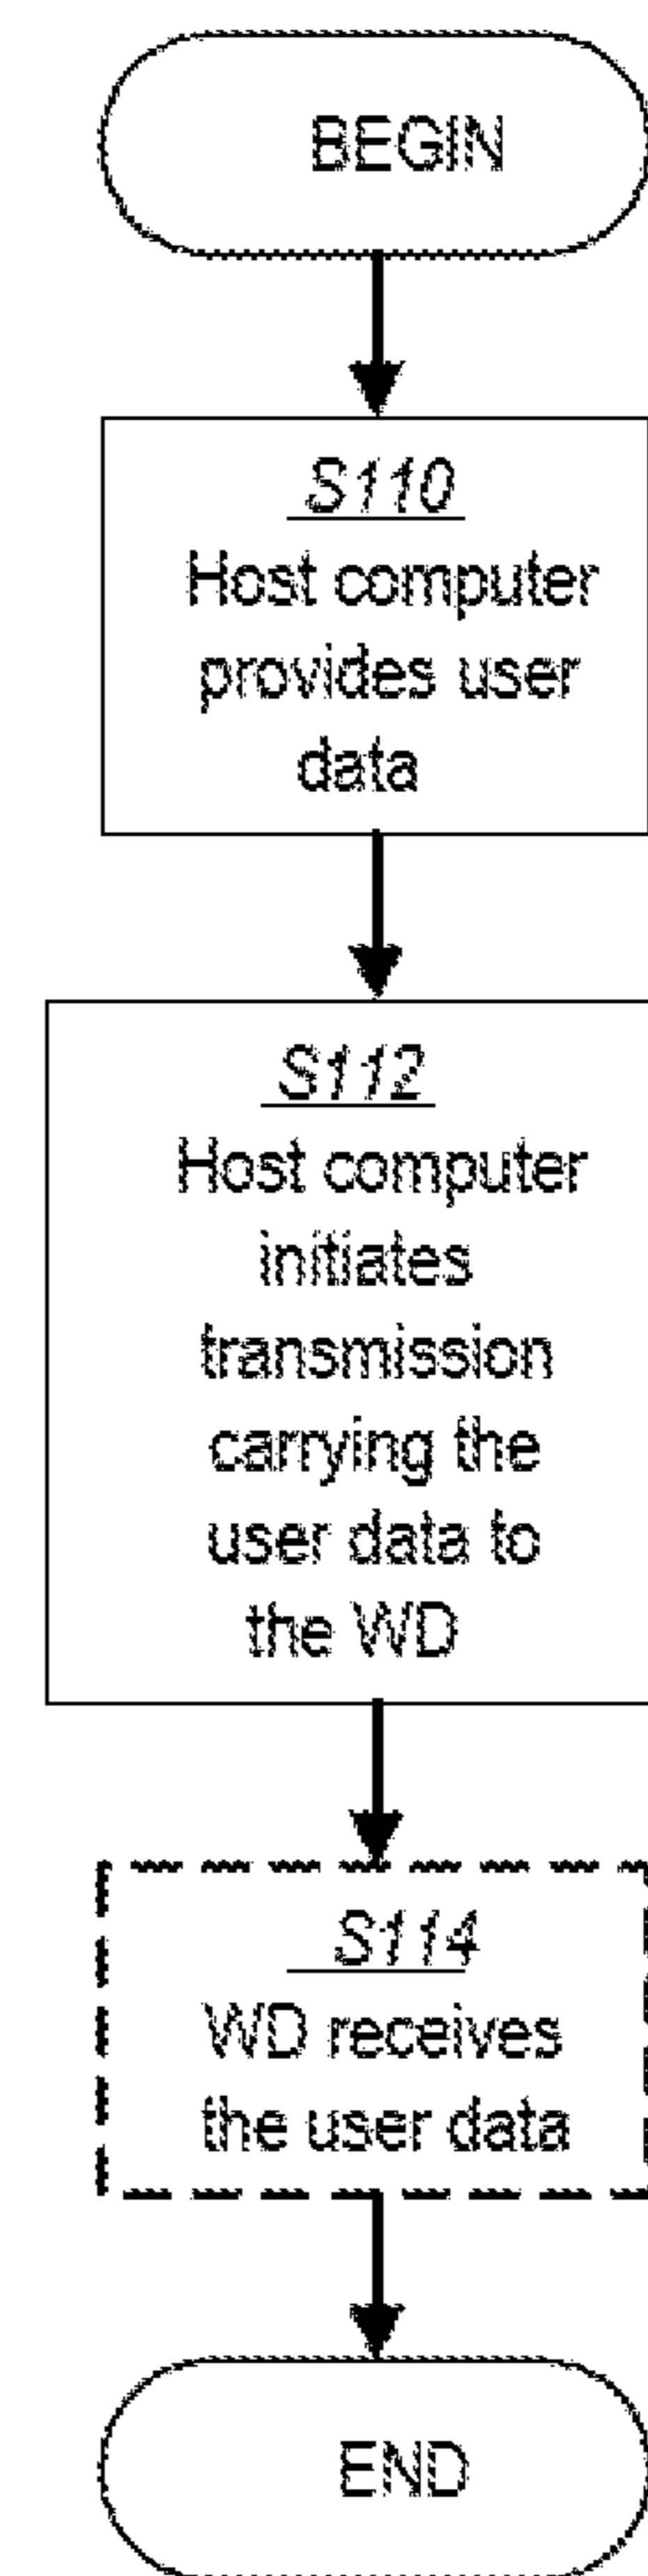 BEGIN
S110
Host computer
provides user
data
S112
Host computer
initiates
transmission
carrying the
user data to
the WD
S114
WD receives
the user data
END